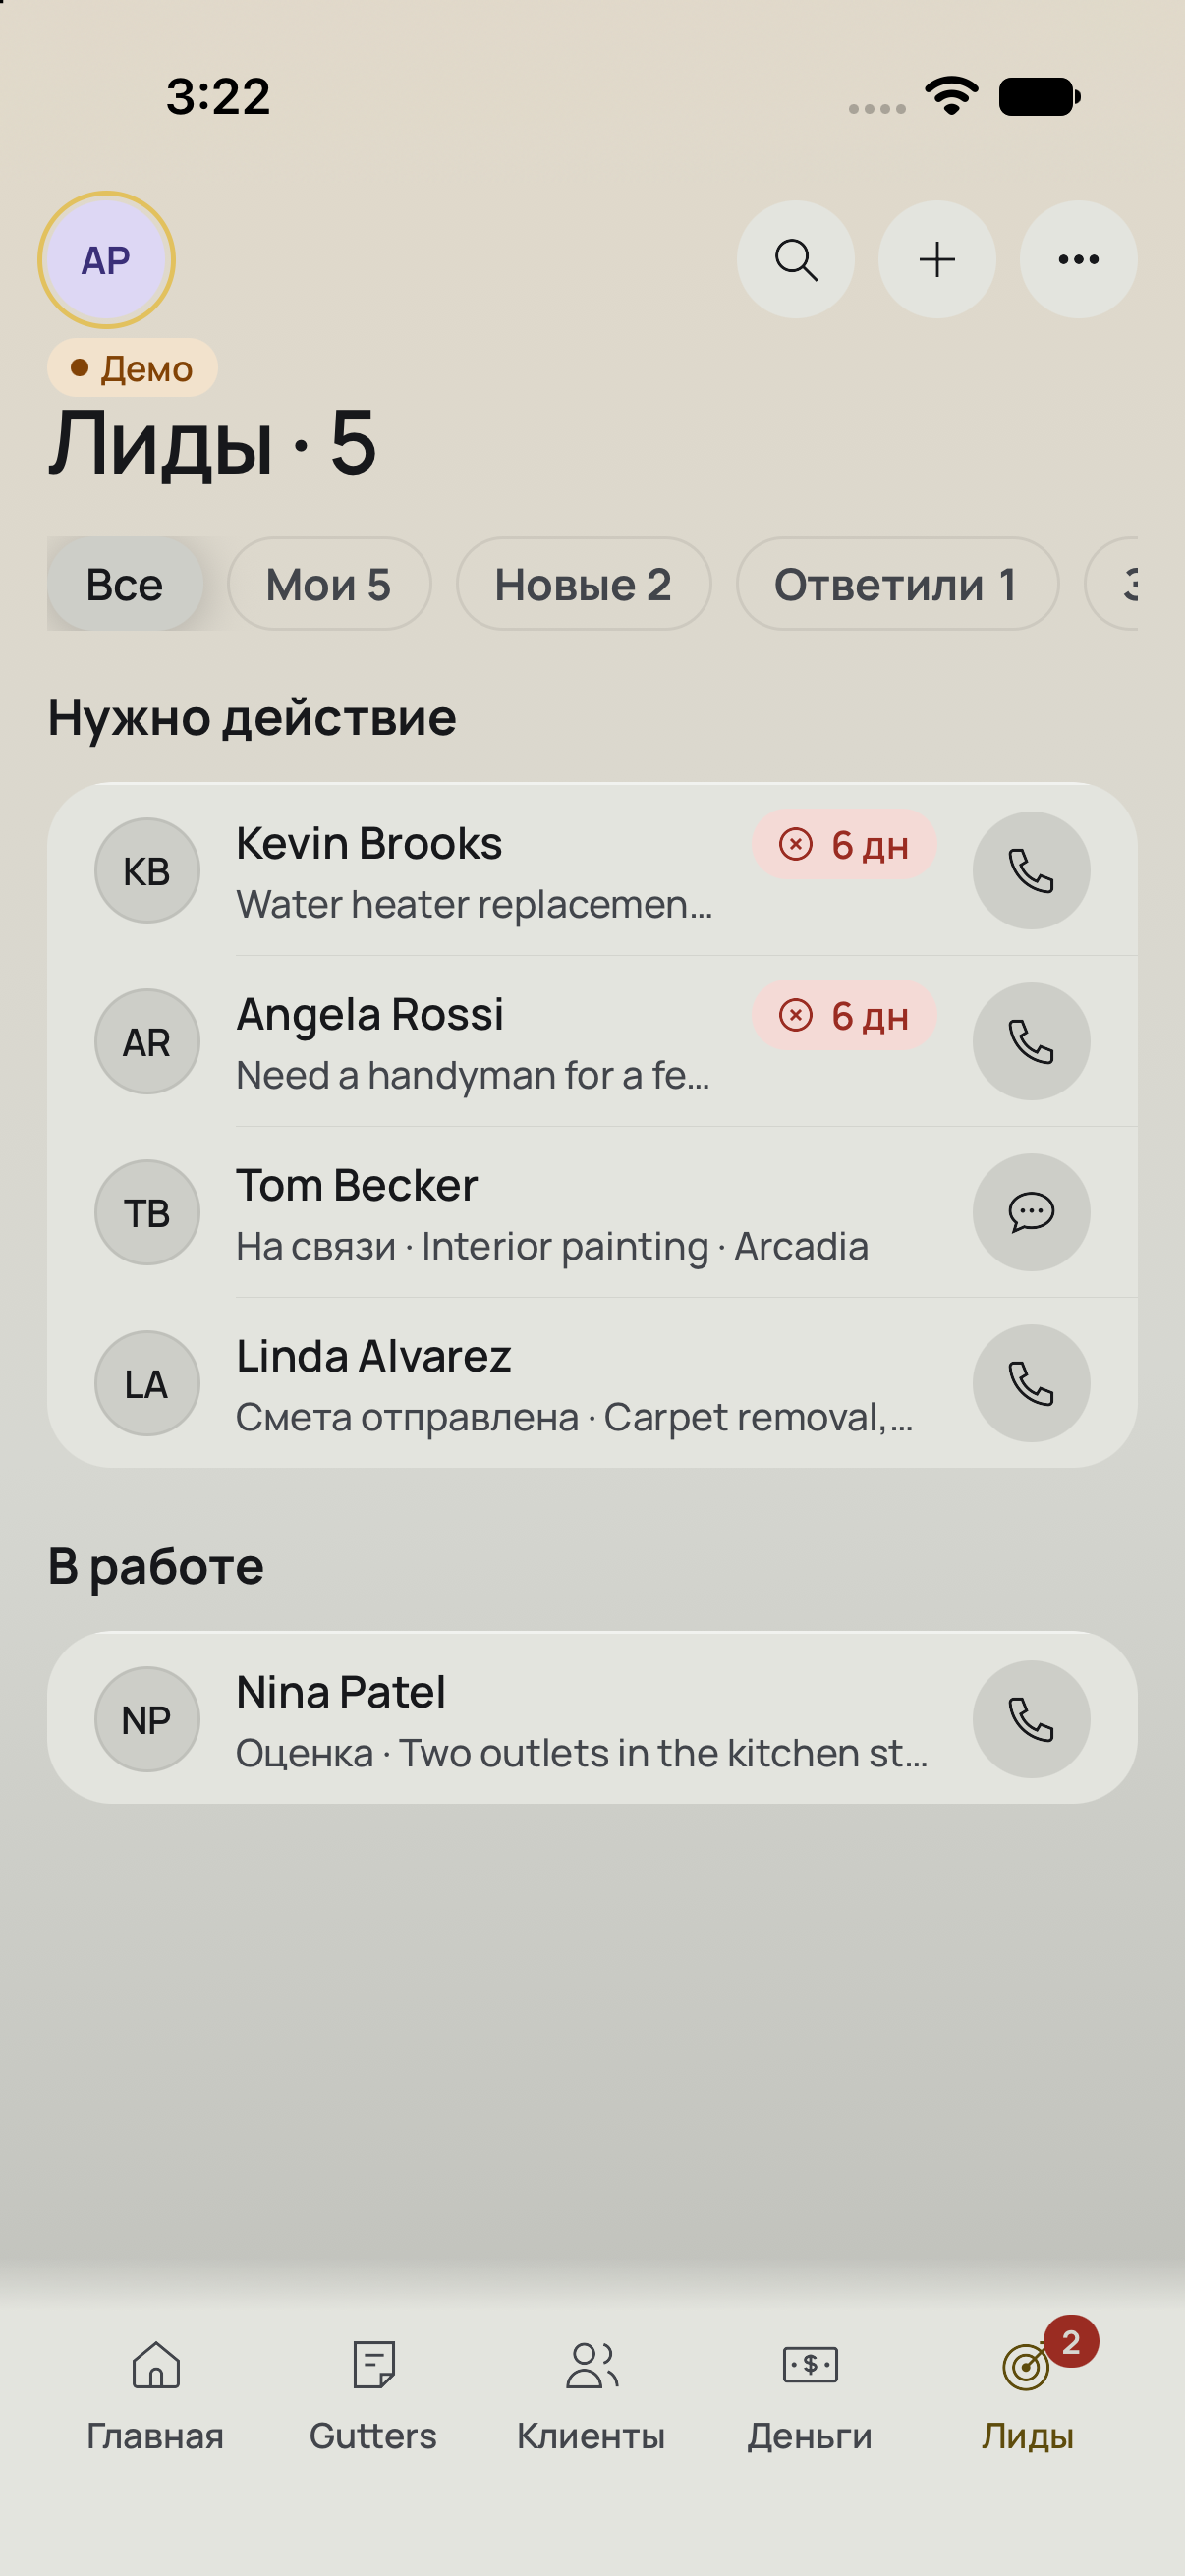 3:22
AP
Демо
Лиды · 5
Все
Мои 5
Новые 2
Ответили 1
Нужно действие
KB
Kevin Brooks
6 дн
Water heater replacemen...
AR
Angela Rossi
6 дн
Need a handyman for a fe...
TB
Tom Becker
На связи · Interior painting · Arcadia
LA
Linda Alvarez
Смета отправлена · Carpet removal,...
В работе
NP
Nina Patel
Оценка · Two outlets in the kitchen st...
2
Главная
Gutters
Клиенты
Деньги
Лиды